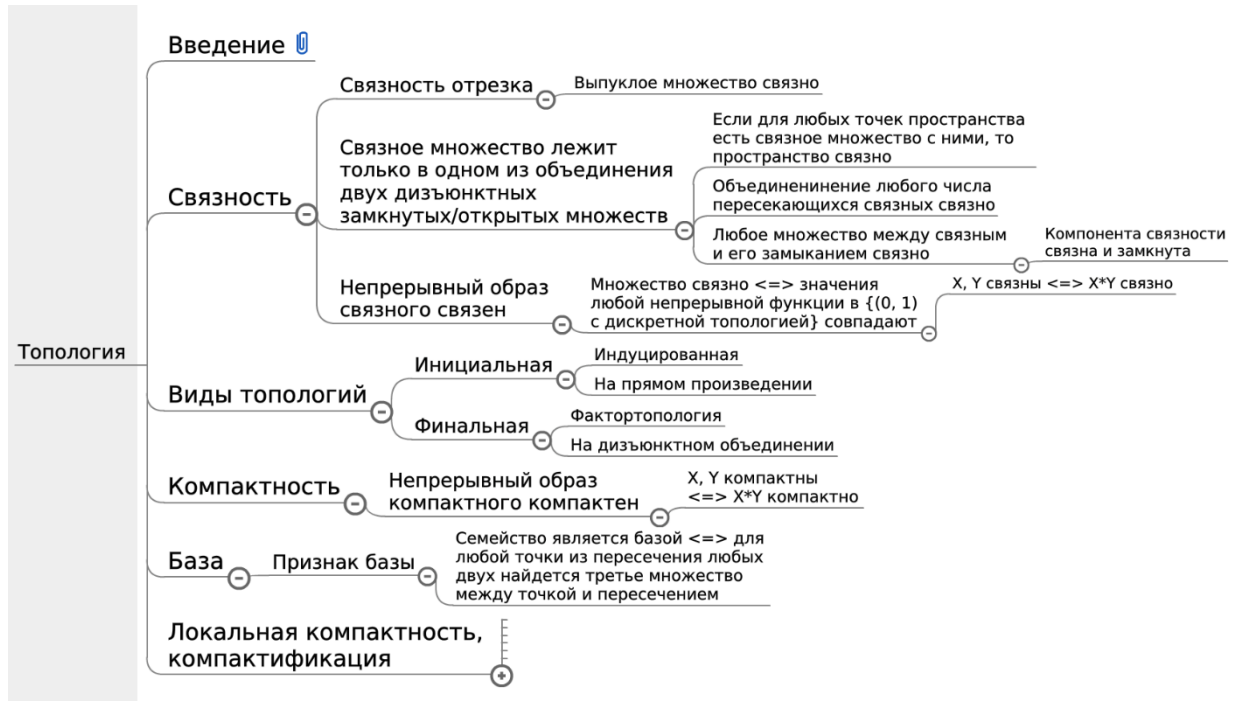 Введение
Связность отрезка
Выпуклое множество связно
Связное множество лежит
только в одном из объединения
двух дизъюнктных
замкнутых/открытых множеств
Если для любых точек пространства
есть связное множество с ними, то
пространство связно
Объединенинение любого числа
пересекающихся связных связно
Любое множество между связным
и его замыканием связно
Компонента связности
связна и замкнута
Связность
Непрерывный образ
связного связен
Множество связно <=> значения
любой непрерывной функции в {(0, 1)
с дискретной топологией} совпадают
X, Y связны <=> X*Y связно
Топология
Виды топологий
Инициальная
Индуцированная
На прямом произведении
Финальная
Фактортопология
На дизъюнктном объединении
Компактность
Непрерывный образ
компактного компактен
X, Y компактны
<=> X*Y компактно
База
Признак базы
Семейство является базой <=> для
любой точки из пересечения любых
двух найдется третье множество
между точкой и пересечением
Локальная компактность,
компактификация